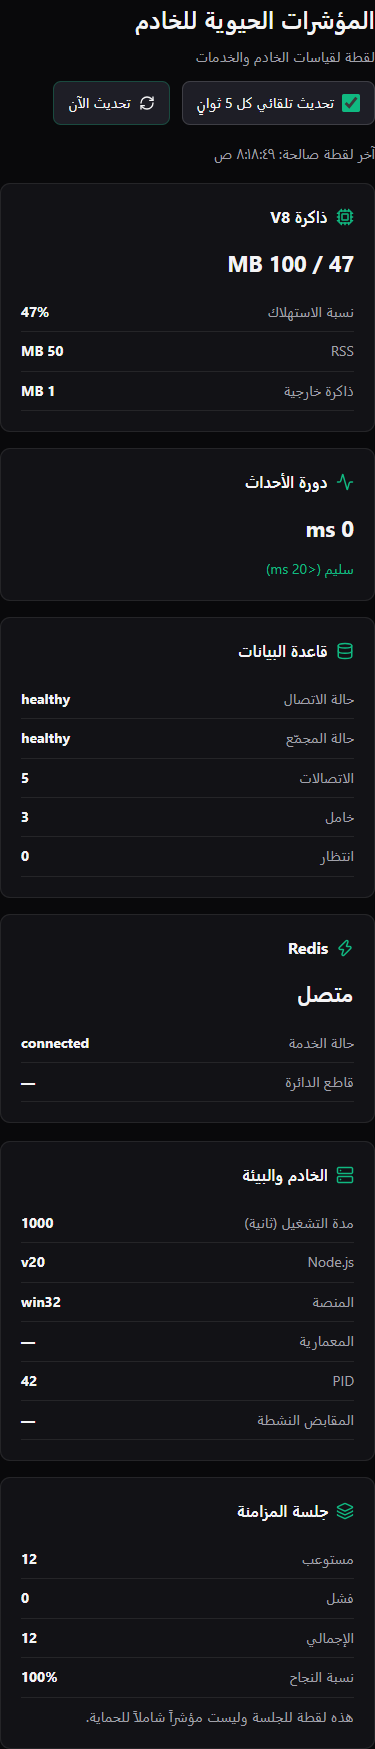 المؤشرات الحيوية للخادم
لقطة لقياسات الخادم والخدمات
تحديث تلقائي كل 5 ثوانٍ
تحديث الآن
آخر لقطة صالحة: ٨:١٨:٤٩ ص
ذاكرة V8
47 / 100 MB
نسبة الاستهلاك 47%
RSS 50 MB
ذاكرة خارجية 1 MB
دورة الأحداث
0 ms
سليم (<20 ms)
قاعدة البيانات
حالة الاتصال healthy
حالة المجمّع healthy
الاتصالات 5
خامل 3
انتظار 0
Redis
متصل
حالة الخدمة connected
قاطع الدائرة —
الخادم والبيئة
مدة التشغيل (ثانية) 1000
Node.js v20
المنصة win32
المعمارية —
PID 42
المقابض النشطة —
جلسة المزامنة
مستوعب 12
فشل 0
الإجمالي 12
نسبة النجاح 100%
هذه لقطة للجلسة وليست مؤشراً شاملاً للحماية.